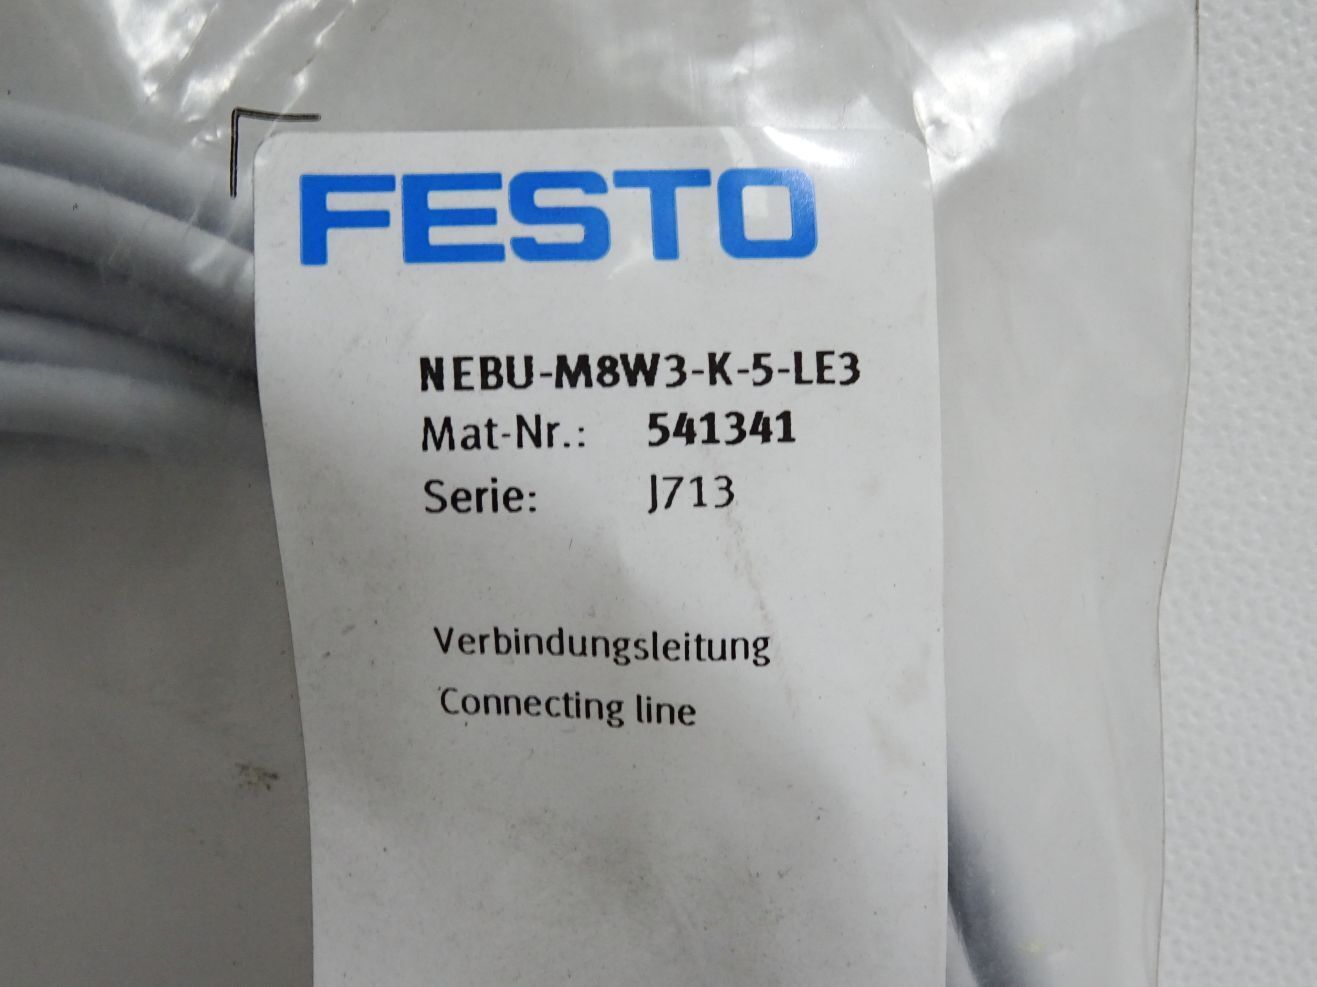 FESTO
NEBU-M8W3-K-5-LE3
Mat-Nr.: 541341
Serie: J713
Verbindungsleitung
Connecting line